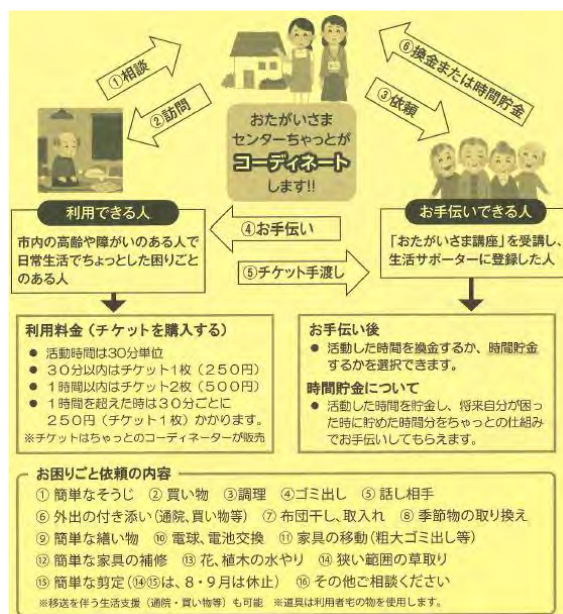 ①相談
②訪問
おたがいさま
センターちゃっとが
コーディネート
します!!
③依頼
⑥換金または時間貯金
利用できる人
市内の高齢や障がいのある人で
日常生活でちょっとした困りごと
のある人
④お手伝い
⑤チケット手渡し
お手伝いできる人
「おたがいさま講座」を受講し、
生活サポーターに登録した人
利用料金（チケットを購入する）
● 活動時間は30分単位
● 30分以内はチケット1枚（250円）
● 1時間以内はチケット2枚（500円）
● 1時間を超えた時は30分ごとに
250円（チケット1枚）かかります。
※チケットはちゃっとのコーディネーターが販売
お手伝い後
● 活動した時間を換金するか、時間貯金
するかを選択できます。
時間貯金について
● 活動した時間を貯金し、将来自分が困っ
た時に貯めた時間分をちゃっとの仕組み
でお手伝いしてもらえます。
お困りごと依頼の内容
① 簡単なそうじ ② 買い物 ③ 調理 ④ ゴミ出し ⑤ 話し相手
⑥ 外出の付き添い（通院、買い物等） ⑦ 布団干し、取入れ ⑧ 季節物の取り換え
⑨ 簡単な繕い物 ⑩ 電球、電池交換 ⑪ 家具の移動（粗大ゴミ出し等）
⑫ 簡単な家具の補修 ⑬ 花、植木の水やり ⑭ 狭い範囲の草取り
⑮ 簡単な剪定（⑭⑮は、8・9月は休止） ⑯ その他ご相談ください
※移送を伴う生活支援（通院・買い物等）も可能 ※道具は利用者宅の物を使用します。